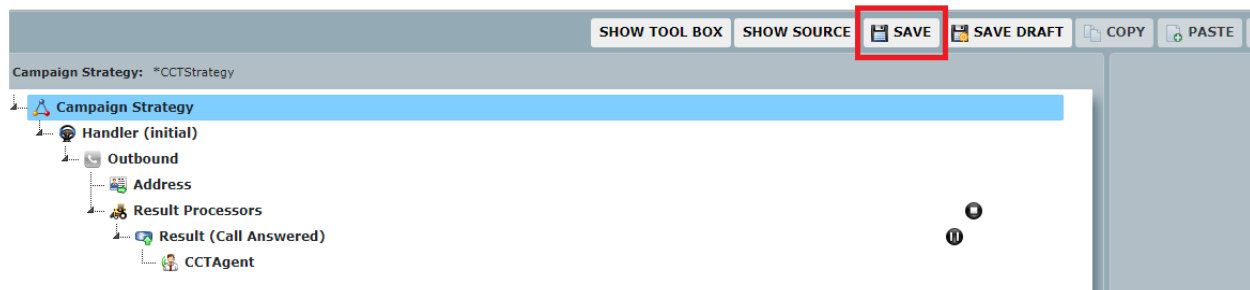 SHOW TOOL BOX SHOW SOURCE SAVE SAVE DRAFT COPY PASTE
Campaign Strategy: *CCTStrategy
Campaign Strategy
Handler (initial)
Outbound
Address
Result Processors
Result (Call Answered)
CCTAgent